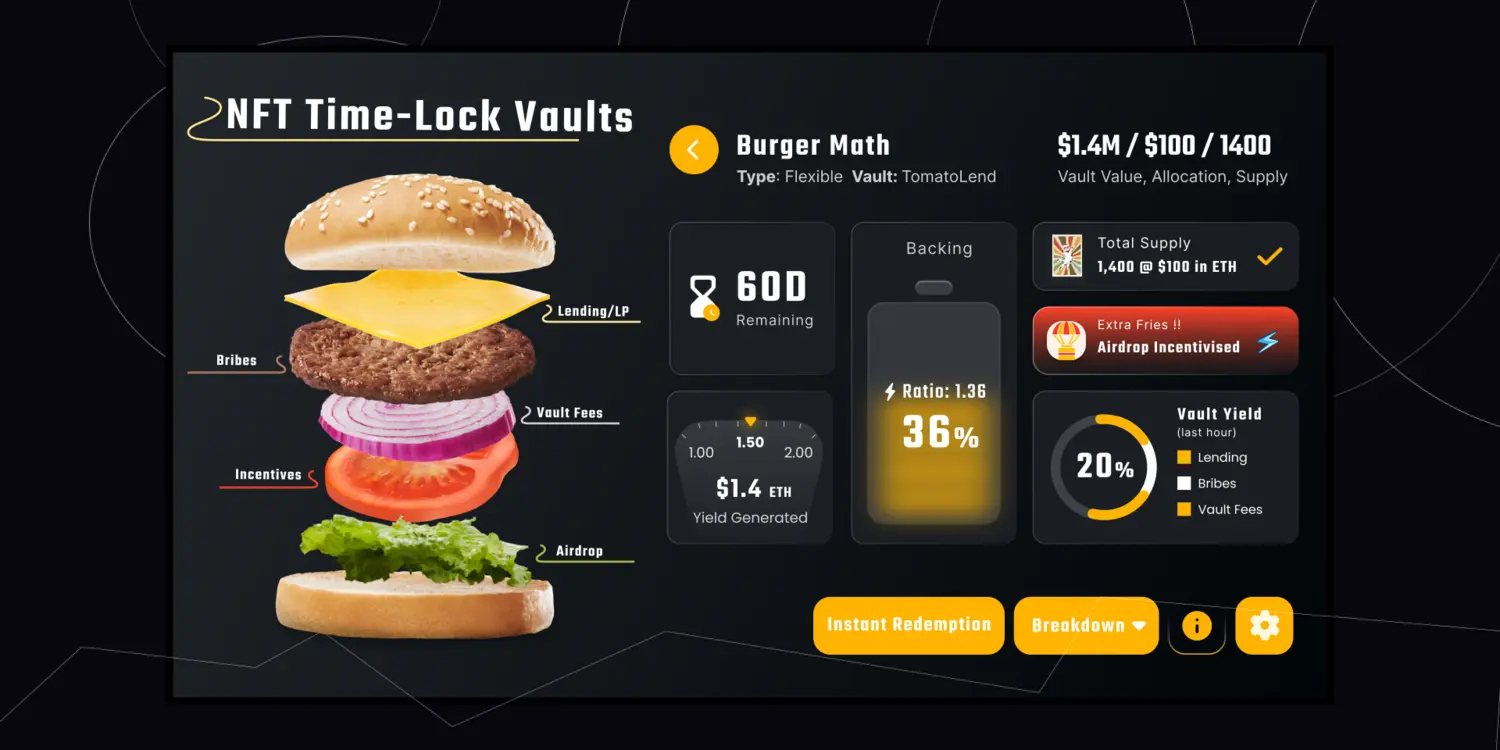 NFT Time-Lock Vaults
Lending/LP
Bribes
Vault Fees
Incentives
Airdrop
Burger Math
Type: Flexible Vault: TomatoLend
$1.4M / $100 / 1400
Vault Value, Allocation, Supply
60D
Remaining
1.00
1.50
2.00
$1.4 ETH
Yield Generated
Backing
Ratio: 1.36
36%
Total Supply
1,400 @ $100 in ETH
Extra Fries !!
Airdrop Incentivised
20%
Vault Yield
(last hour)
Lending
Bribes
Vault Fees
Instant Redemption
Breakdown
i